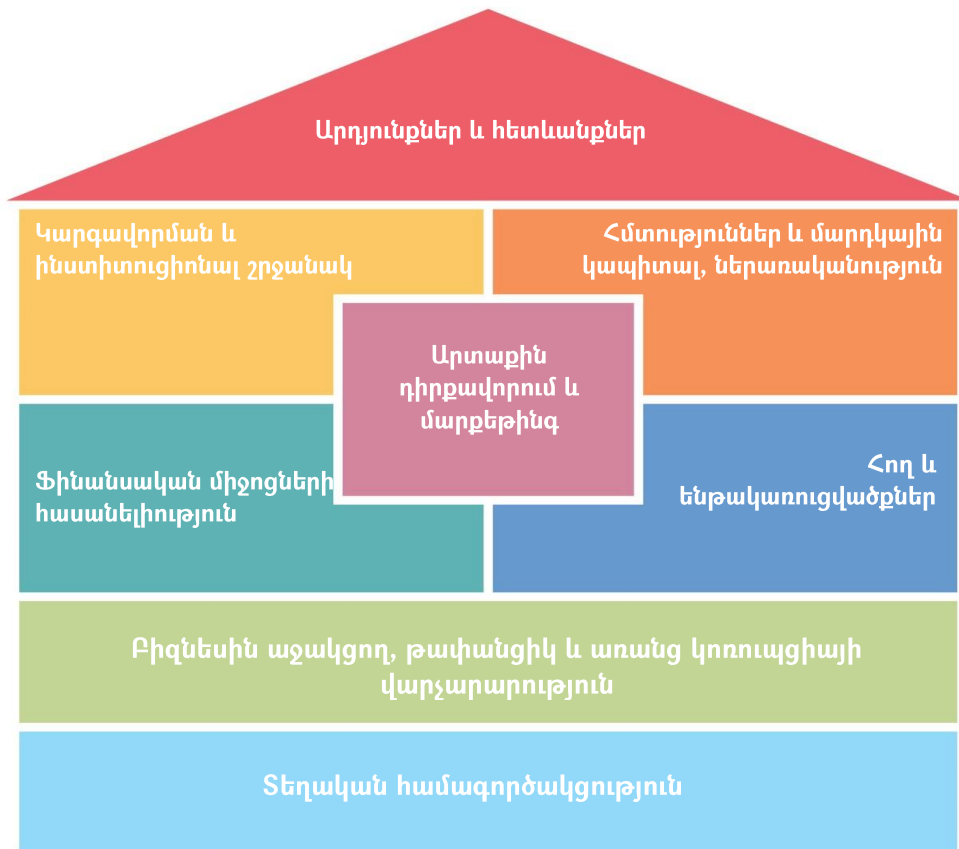 Արդյունքներ և հետևանքներ
Կարգավորման և
ինստիտուցիոնալ շրջանակ
Հմտություններ և մարդկային
կապիտալ, ներառականություն
Արտաքին
դիրքավորում և
մարքեթինգ
Ֆինանսական միջոցների
հասանելիություն
Հող և
ենթակառուցվածքներ
Բիզնեսին աջակցող, թափանցիկ և առանց կոռուպցիայի
վարչարարություն
Տեղական համագործակցություն